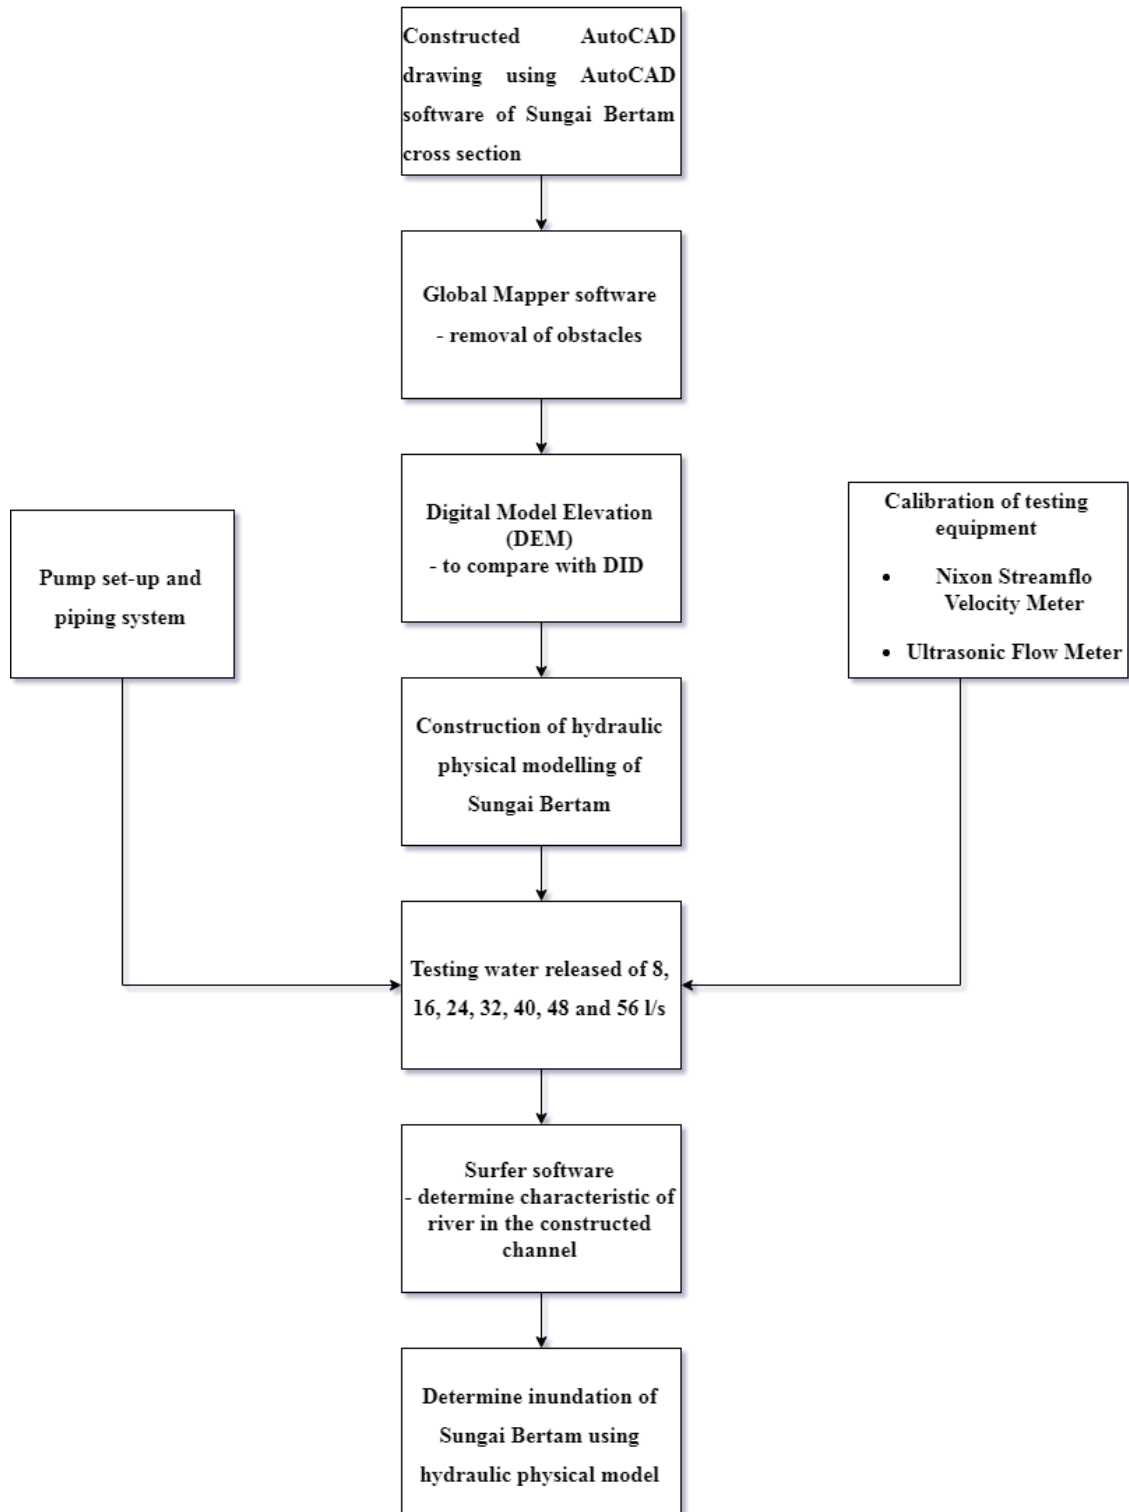 Constructed AutoCAD
drawing using AutoCAD
software of Sungai Bertam
cross section
Global Mapper software
- removal of obstacles
Digital Model Elevation
(DEM)
- to compare with DID
Pump set-up and
piping system
Calibration of testing
equipment
• Nixon Streamflo
Velocity Meter
• Ultrasonic Flow Meter
Construction of hydraulic
physical modelling of
Sungai Bertam
Testing water released of 8,
16, 24, 32, 40, 48 and 56 l/s
Surfer software
- determine characteristic of
river in the constructed
channel
Determine inundation of
Sungai Bertam using
hydraulic physical model